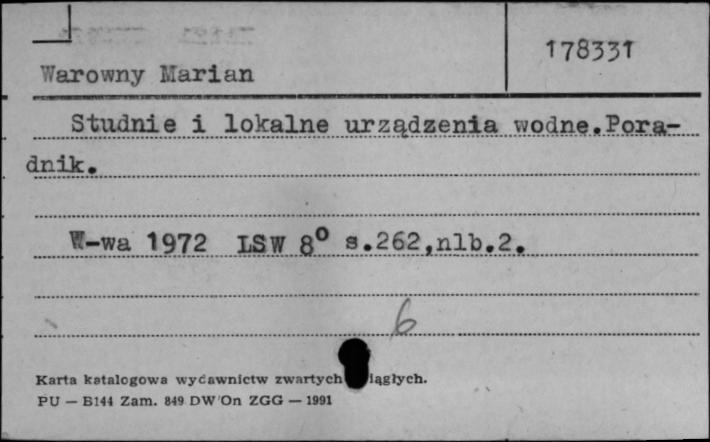 178331
Warowny Marian
Studnie i lokalne urządzenia wodne.Pora-
dnik.
W-wa 1972 LSW 8° s.262,nlb.2.
6
Karta katalogowa wydawnictw zwartych iągłych.
PU — B144 Zam. 849 DW On ZGG — 1991